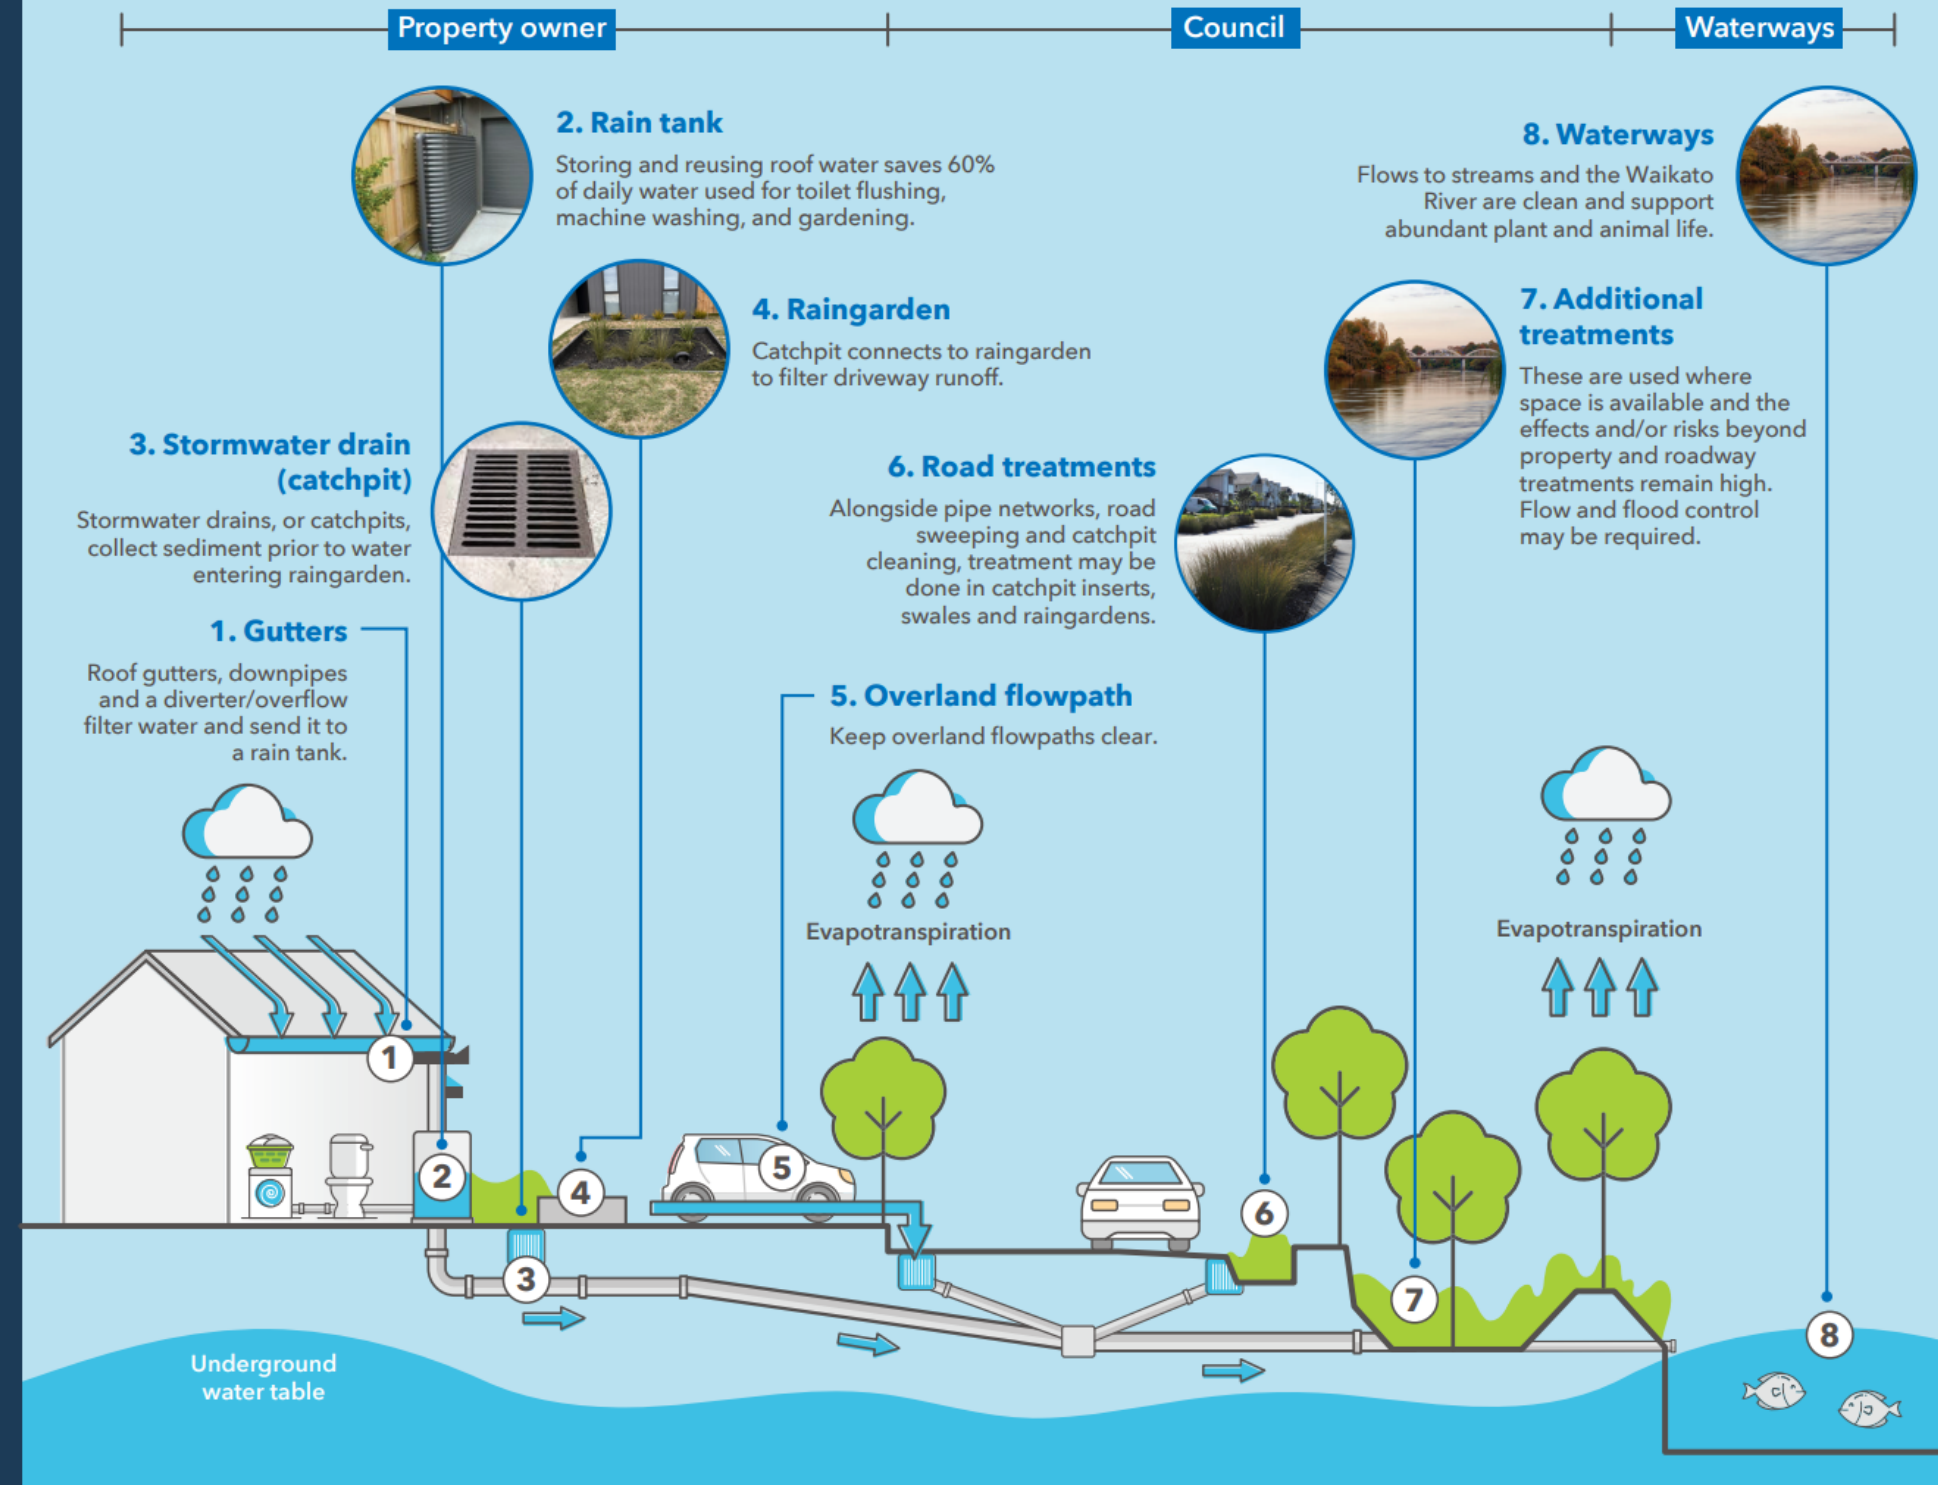 Property owner
Council
Waterways
2. Rain tank
Storing and reusing roof water saves 60%
of daily water used for toilet flushing,
machine washing, and gardening.
8. Waterways
Flows to streams and the Waikato
River are clean and support
abundant plant and animal life.
4. Raingarden
Catchpit connects to raingarden
to filter driveway runoff.
7. Additional
treatments
These are used where
space is available and the
effects and/or risks beyond
property and roadway
treatments remain high.
Flow and flood control
may be required.
3. Stormwater drain
(catchpit)
Stormwater drains, or catchpits,
collect sediment prior to water
entering raingarden.
6. Road treatments
Alongside pipe networks, road
sweeping and catchpit
cleaning, treatment may be
done in catchpit inserts,
swales and raingardens.
1. Gutters
Roof gutters, downpipes
and a diverter/overflow
filter water and send it to
a rain tank.
5. Overland flowpath
Keep overland flowpaths clear.
Evapotranspiration
Evapotranspiration
1
2
3
4
5
6
7
8
Underground
water table